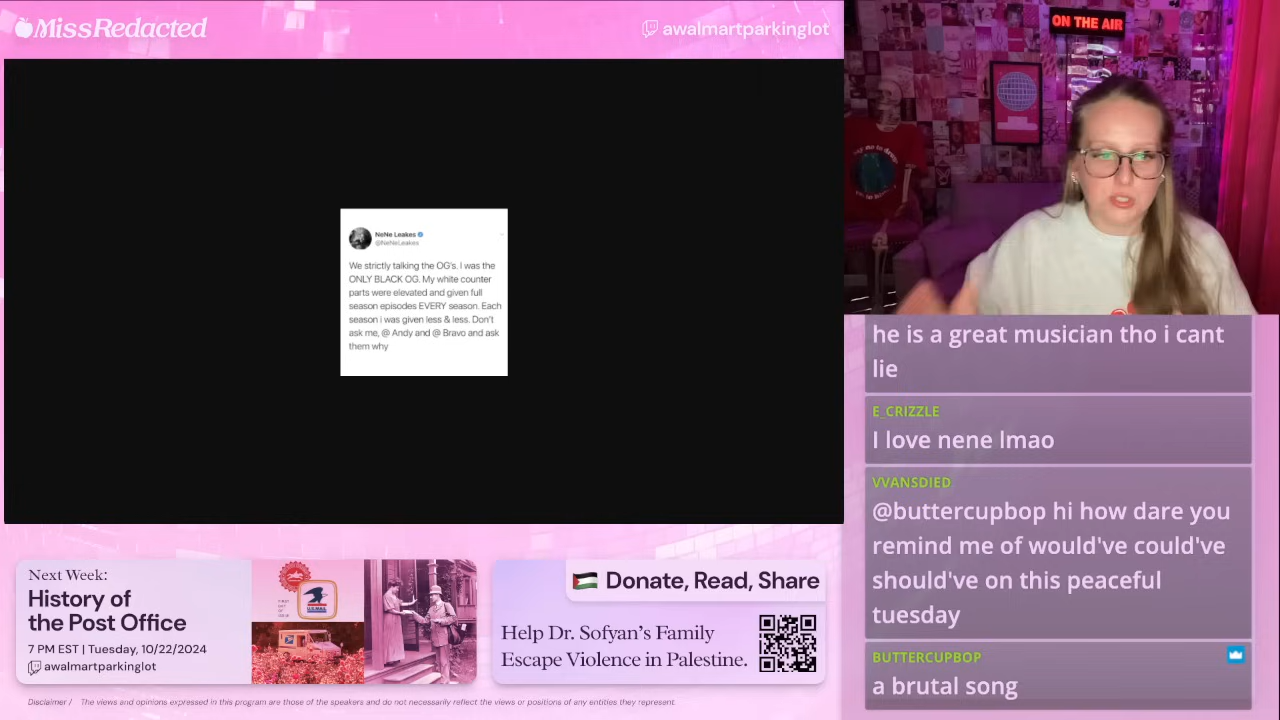 MissRedacted
awalmartparkinglot
ON THE AIR
NeNe Leakes
@NeNeLeakes
We strictly talking the OG's. I was the
ONLY BLACK OG. My white counter
parts were elevated and given full
season episodes EVERY season. Each
season i was given less & less. Don't
ask me, @ Andy and @ Bravo and ask
them why
he is a great musician tho i cant
lie
E_CRIZZLE
I love nene lmao
VVANSDIED
@buttercupbop hi how dare you
remind me of would've could've
should've on this peaceful
tuesday
BUTTERCUPBOP
a brutal song
Next Week:
History of
the Post Office
7 PM EST | Tuesday, 10/22/2024
awalmartparkinglot
Donate, Read, Share
Help Dr. Sofyan's Family
Escape Violence in Palestine.
Disclaimer / The views and opinions expressed in this program are those of the speakers and do not necessarily reflect the views or positions of any entities they represent.